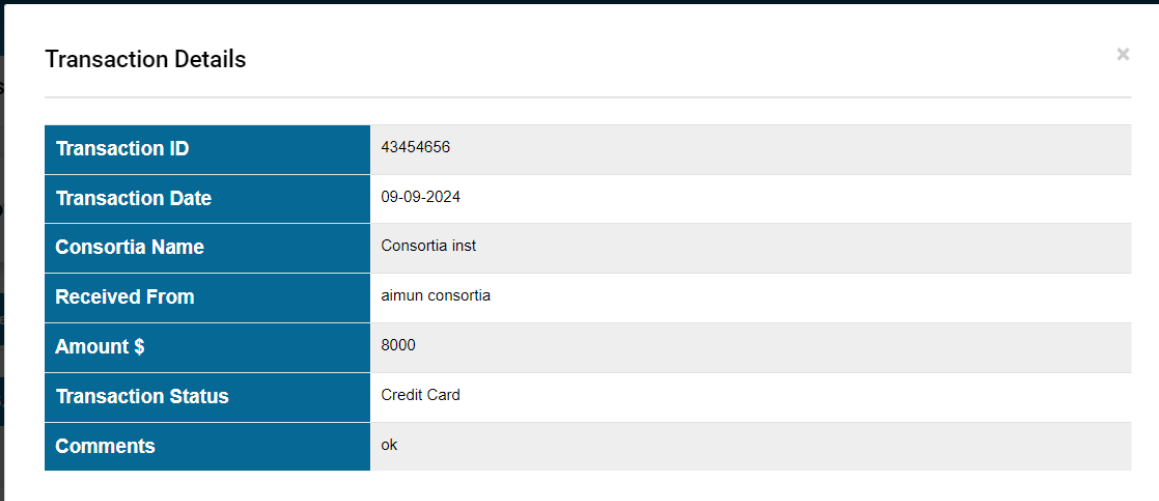 Transaction Details
×
Transaction ID 43454656
Transaction Date 09-09-2024
Consortia Name Consortia inst
Received From aimun consortia
Amount $ 8000
Transaction Status Credit Card
Comments ok